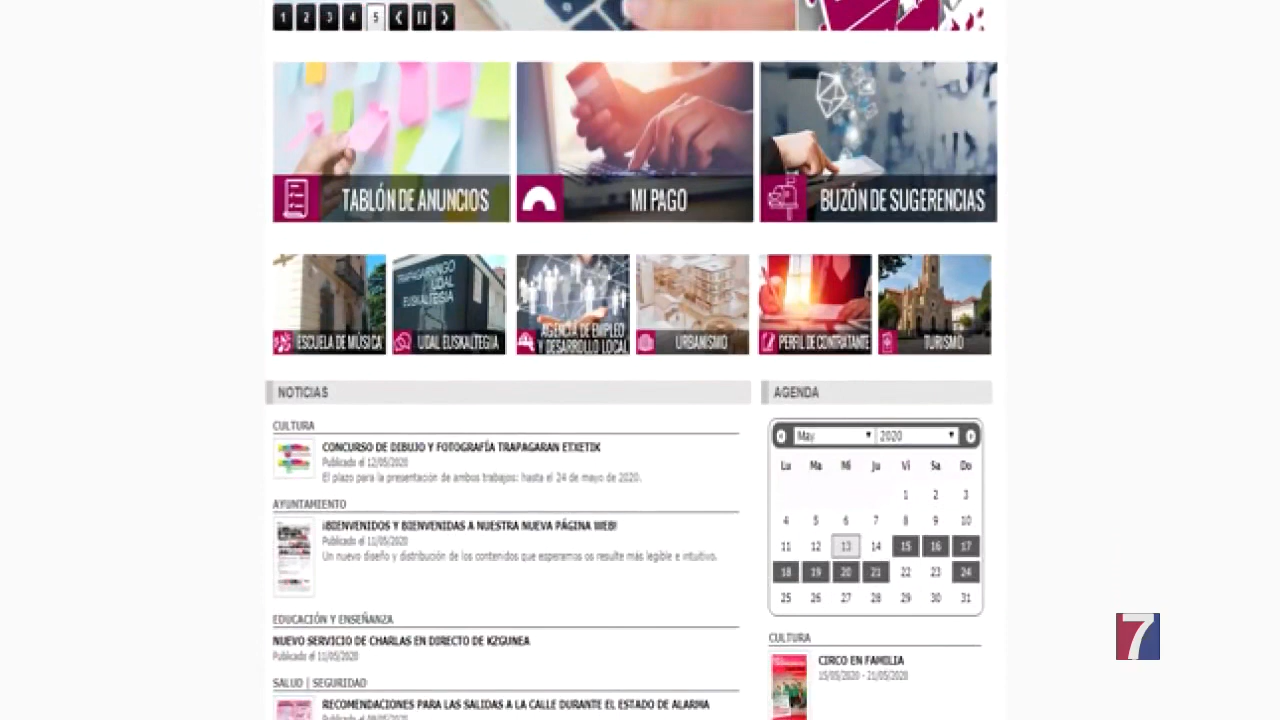 1 2 3 4 5
TABLÓN DE ANUNCIOS
MI PAGO
BUZÓN DE SUGERENCIAS
ESCUELA DE MÚSICA
TRAPAGARANGO
UDAL
EUSKALTEGIA
UDAL EUSKALTEGIA
AGENCIA DE EMPLEO
Y DESARROLLO LOCAL
URBANISMO
PERFIL DE CONTRATANTE
TURISMO
NOTICIAS
CULTURA
CONCURSO DE DIBUJO Y FOTOGRAFÍA TRAPAGARAN ETXETIK
Publicado el 12/05/2020
El plazo para la presentación de ambos trabajos: hasta el 24 de mayo de 2020.
AYUNTAMIENTO
¡BIENVENIDOS Y BIENVENIDAS A NUESTRA NUEVA PÁGINA WEB!
Publicado el 11/05/2020
Un nuevo diseño y distribución de los contenidos que esperamos os resulte más legible e intuitivo.
EDUCACIÓN Y ENSEÑANZA
NUEVO SERVICIO DE CHARLAS EN DIRECTO DE KZGUNEA
Publicado el 11/05/2020
SALUD | SEGURIDAD
RECOMENDACIONES PARA LAS SALIDAS A LA CALLE DURANTE EL ESTADO DE ALARMA
Publicado el 08/05/2020
AGENDA
May 2020
Lu Ma Mi Ju Vi Sa Do
1 2 3
4 5 6 7 8 9 10
11 12 13 14 15 16 17
18 19 20 21 22 23 24
25 26 27 28 29 30 31
CULTURA
CIRCO EN FAMILIA
15/05/2020 - 21/05/2020
7